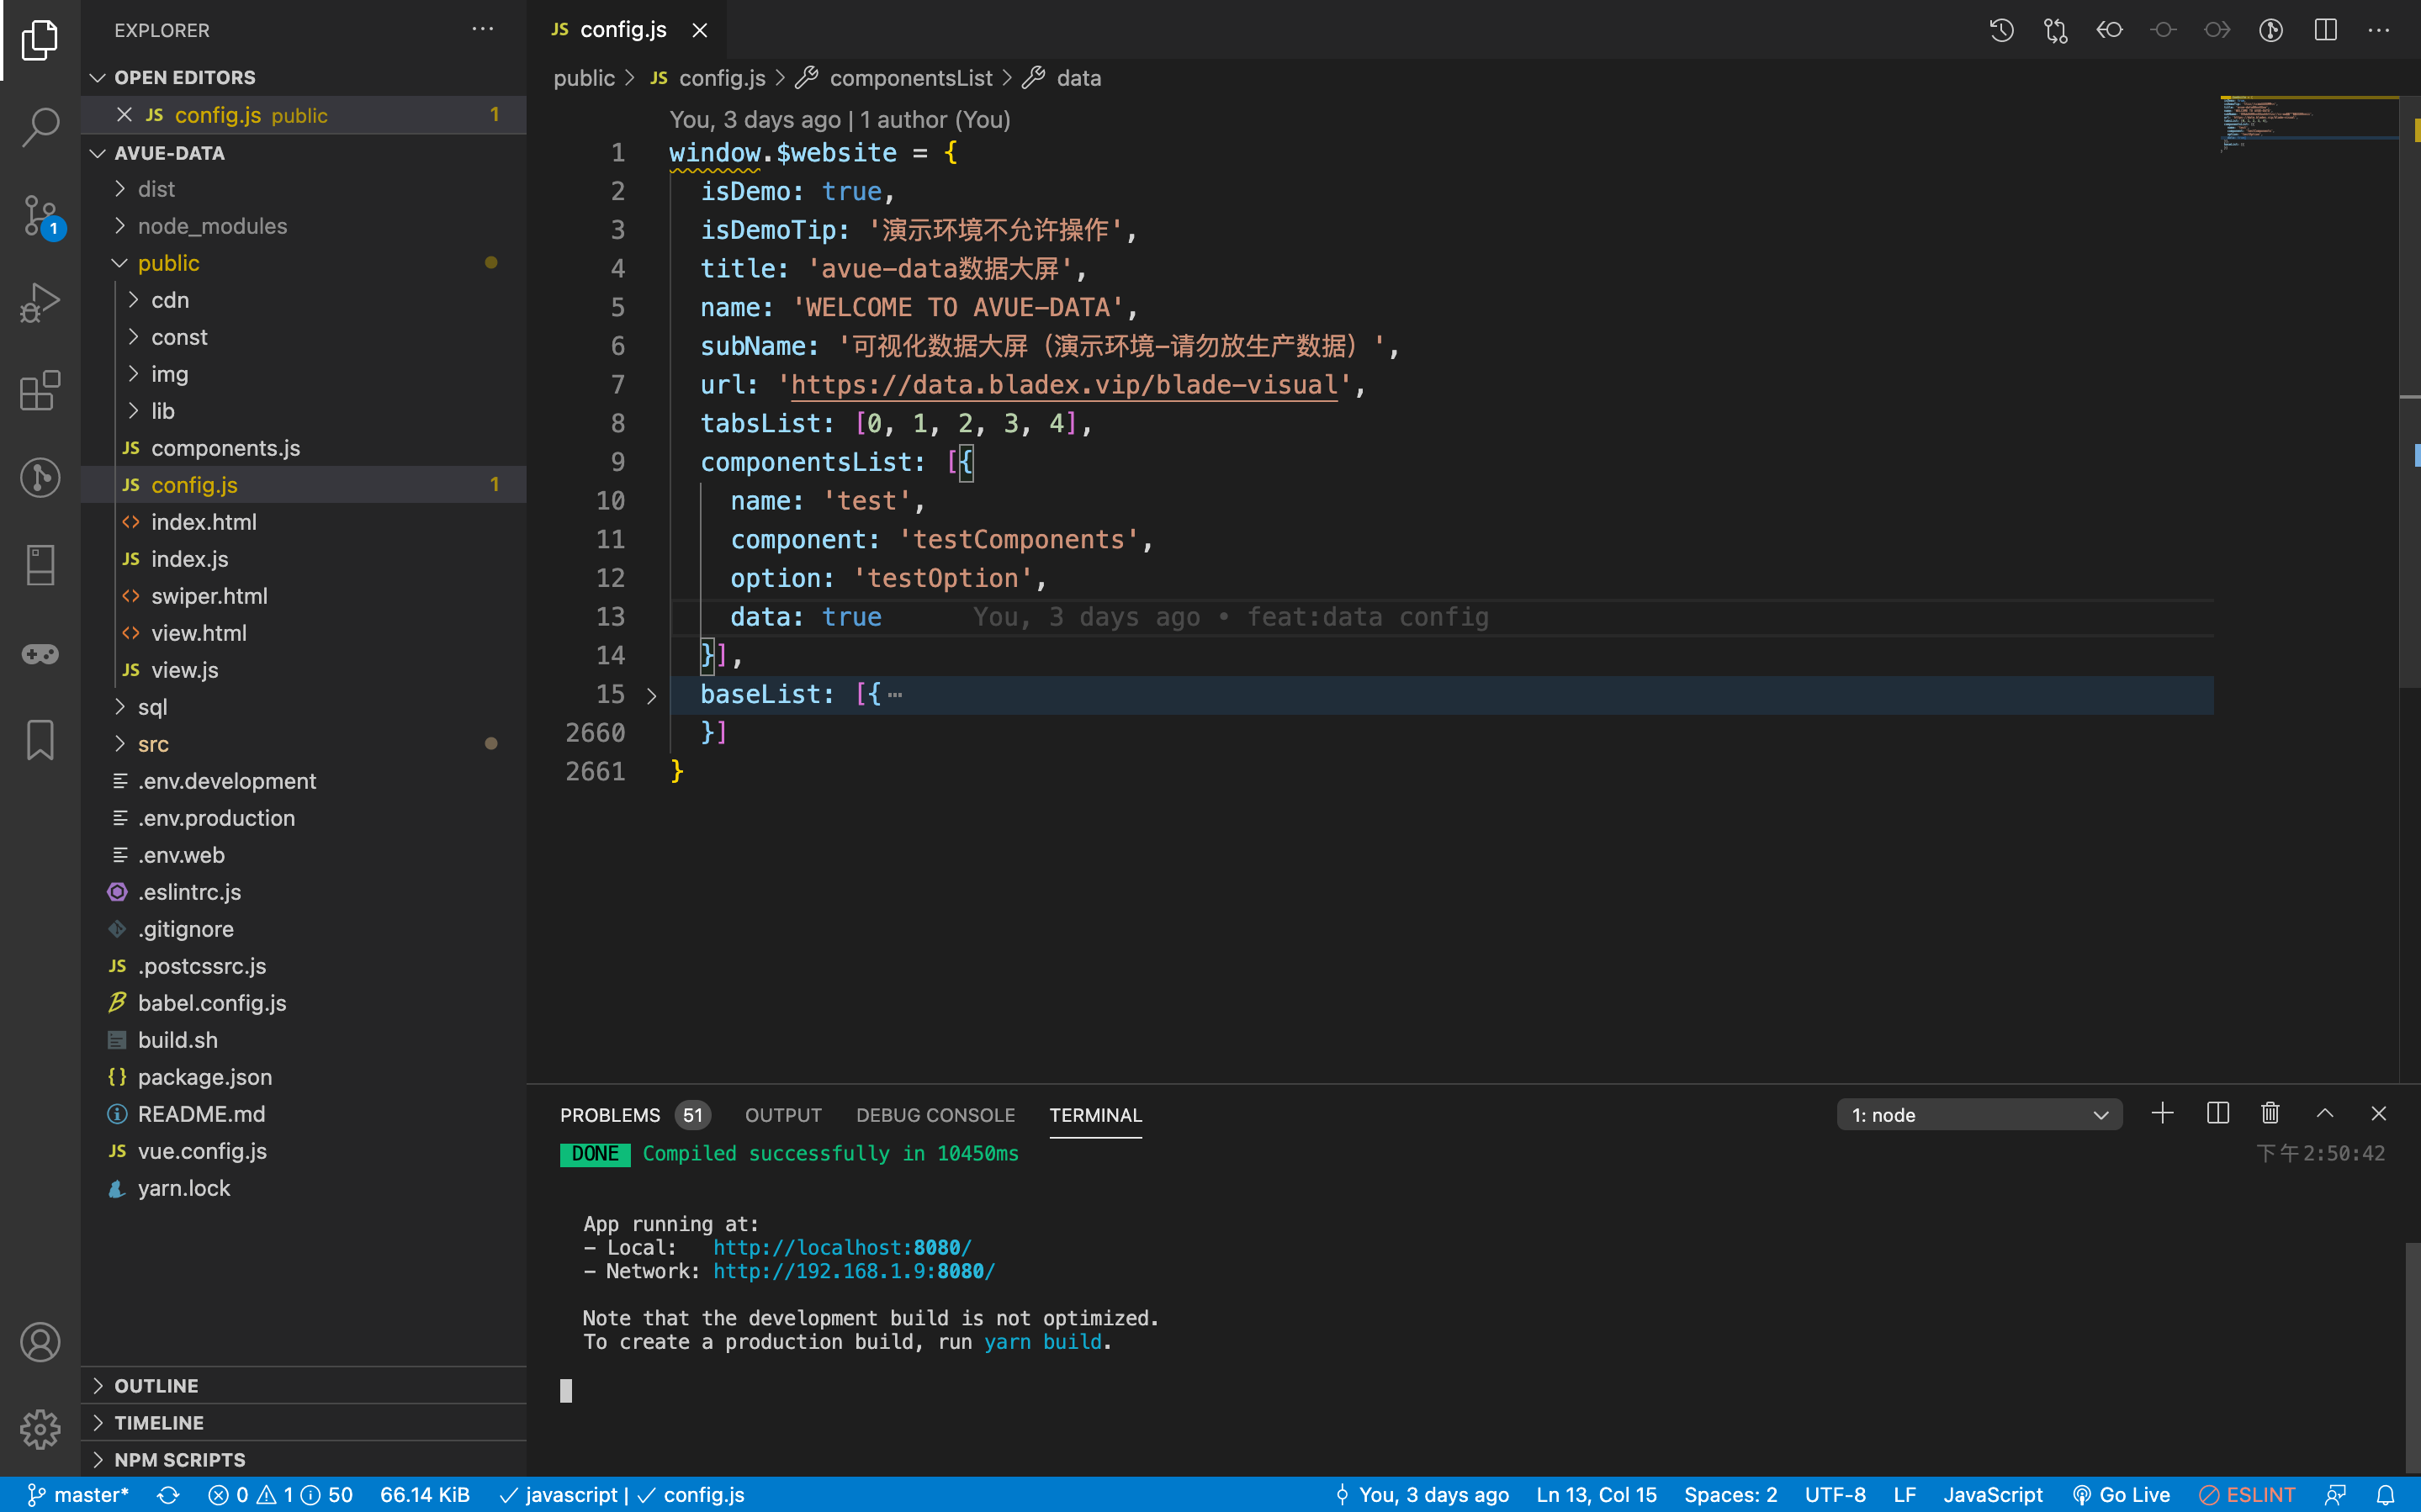 EXPLORER
OPEN EDITORS
JS config.js public 1
AVUE-DATA
dist
node_modules
public
cdn
const
img
lib
JS components.js
JS config.js 1
<> index.html
JS index.js
<> swiper.html
<> view.html
JS view.js
sql
src
.env.development
.env.production
.env.web
.eslintrc.js
.gitignore
JS .postcssrc.js
babel.config.js
build.sh
{} package.json
README.md
JS vue.config.js
yarn.lock
OUTLINE
TIMELINE
NPM SCRIPTS
1
JS config.js
public > JS config.js > componentsList > data
You, 3 days ago | 1 author (You)
1 window.$website = {
2 isDemo: true,
3 isDemoTip: '演示环境不允许操作',
4 title: 'avue-data数据大屏',
5 name: 'WELCOME TO AVUE-DATA',
6 subName: '可视化数据大屏（演示环境-请勿放生产数据）',
7 url: 'https://data.bladex.vip/blade-visual',
8 tabsList: [0, 1, 2, 3, 4],
9 componentsList: [{
10 name: 'test',
11 component: 'testComponents',
12 option: 'testOption',
13 data: true You, 3 days ago • feat:data config
14 }],
15 baseList: [{…
2660 }]
2661 }
PROBLEMS 51 OUTPUT DEBUG CONSOLE TERMINAL 1: node
DONE Compiled successfully in 10450ms 下午2:50:42
App running at:
- Local: http://localhost:8080/
- Network: http://192.168.1.9:8080/
Note that the development build is not optimized.
To create a production build, run yarn build.
master* 0 1 50 66.14 KiB javascript | config.js You, 3 days ago Ln 13, Col 15 Spaces: 2 UTF-8 LF JavaScript Go Live ESLINT